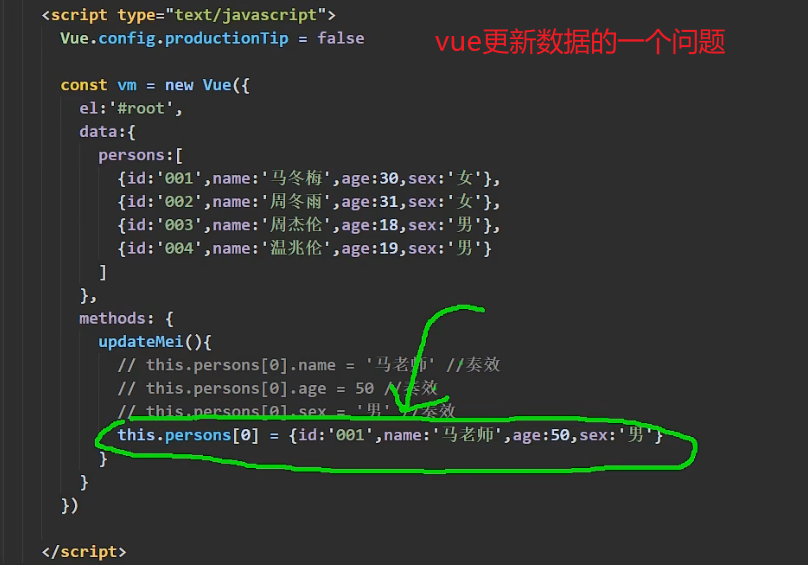 <script type="text/javascript">
Vue.config.productionTip = false
vue更新数据的一个问题
const vm = new Vue({
el:'#root',
data:{
persons:[
{id:'001',name:'马冬梅',age:30,sex:'女'},
{id:'002',name:'周冬雨',age:31,sex:'女'},
{id:'003',name:'周杰伦',age:18,sex:'男'},
{id:'004',name:'温兆伦',age:19,sex:'男'}
]
},
methods: {
updateMei(){
// this.persons[0].name = '马老师' //奏效
// this.persons[0].age = 50 //奏效
// this.persons[0].sex = '男' //奏效
this.persons[0] = {id:'001',name:'马老师',age:50,sex:'男'}
}
}
})
</script>